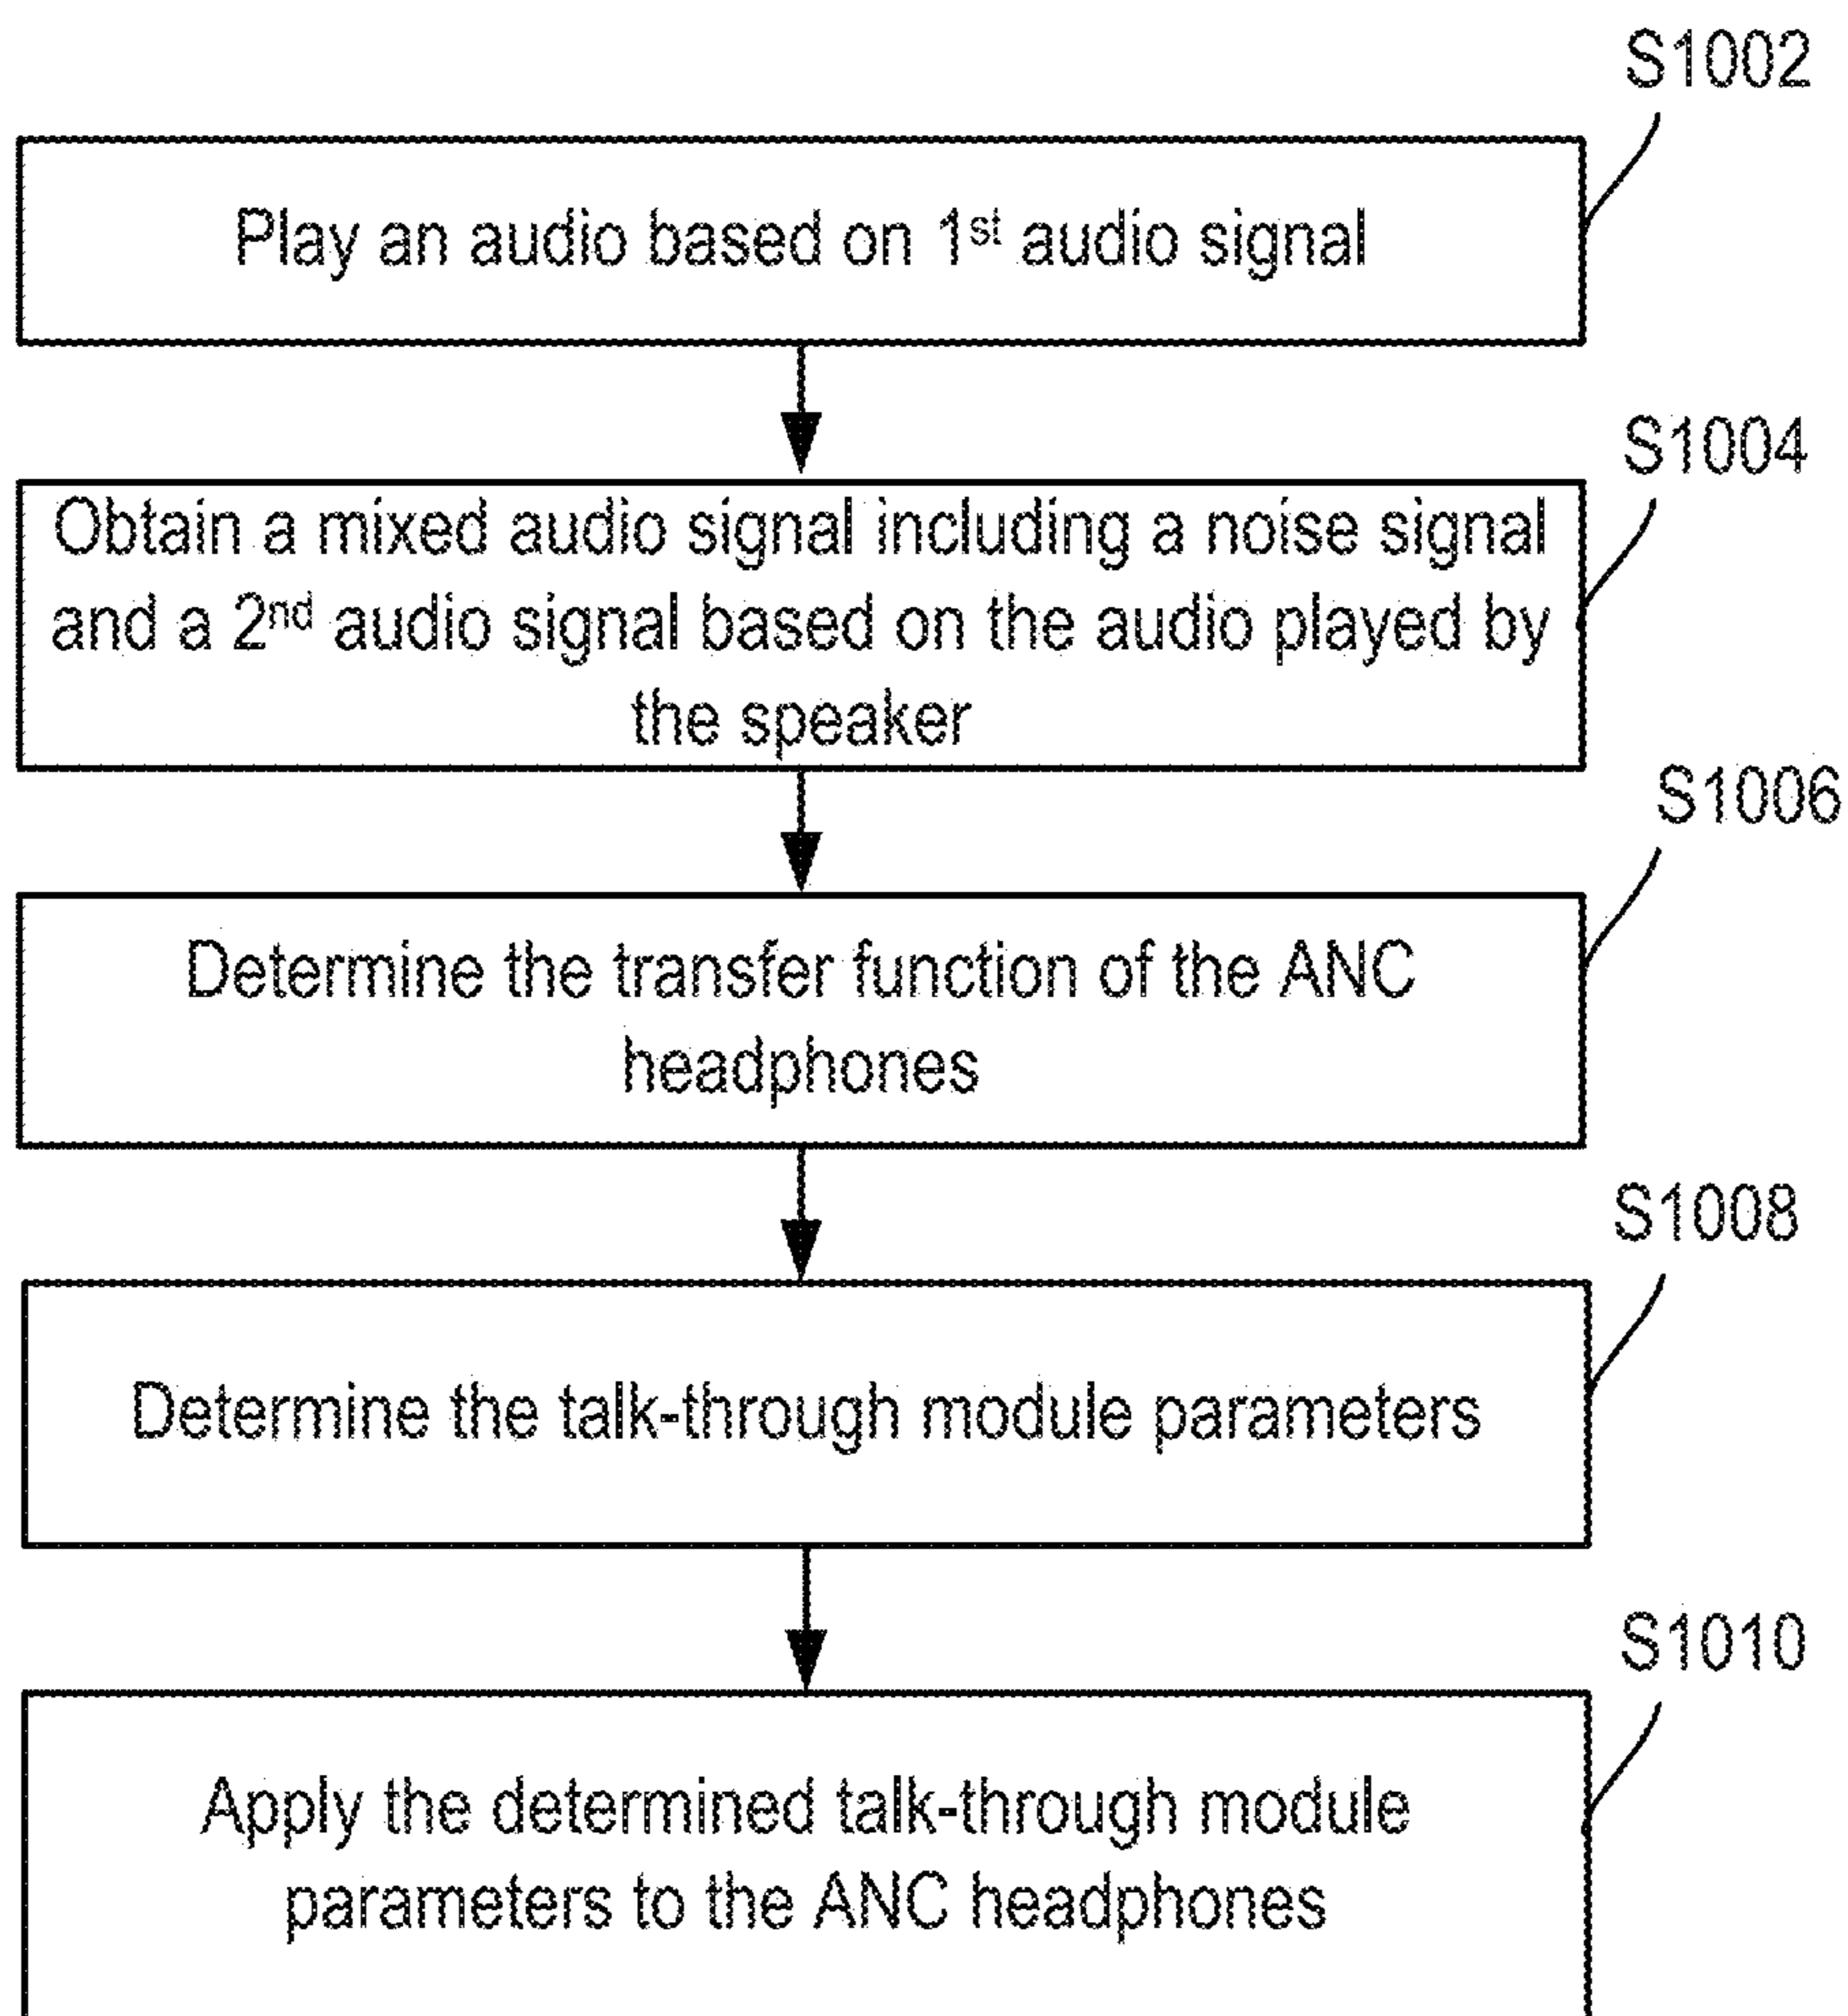 S1002
Play an audio based on 1st audio signal
S1004
Obtain a mixed audio signal including a noise signal
and a 2nd audio signal based on the audio played by
the speaker
S1006
Determine the transfer function of the ANC
headphones
S1008
Determine the talk-through module parameters
S1010
Apply the determined talk-through module
parameters to the ANC headphones